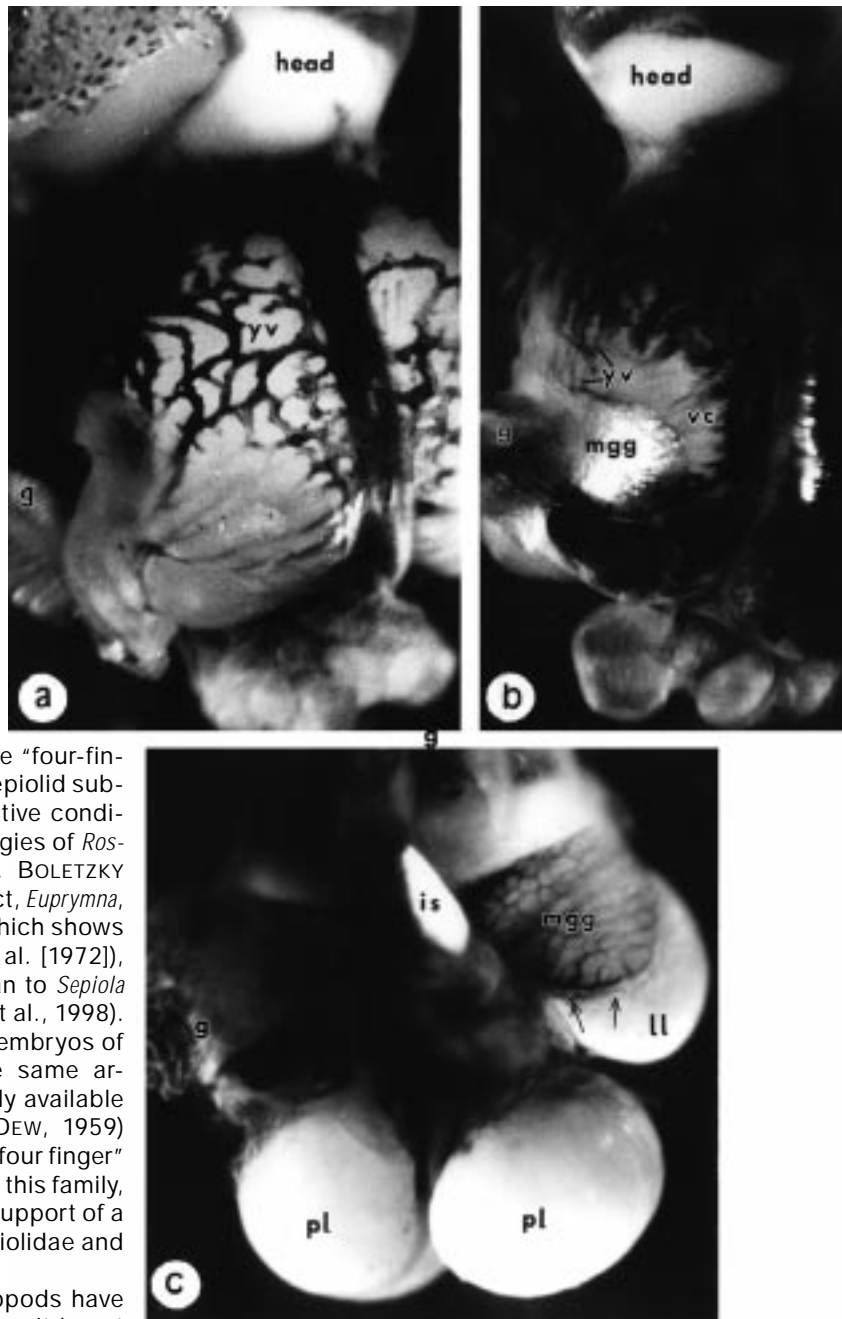 head
head
yv
yv
vc
g
mgg
g
a
b
g
e "four-fin-
epiolid sub-
tive condi-
gies of Ros-
. BOLETZKY
ct, Euprymna,
hich shows
al. [1972]),
an to Sepiola
t al., 1998).
embryos of
e same ar-
ly available
DEW, 1959)
four finger"
this family,
upport of a
iolidae and
opods have
is
mgg
ll
g
pl
pl
c